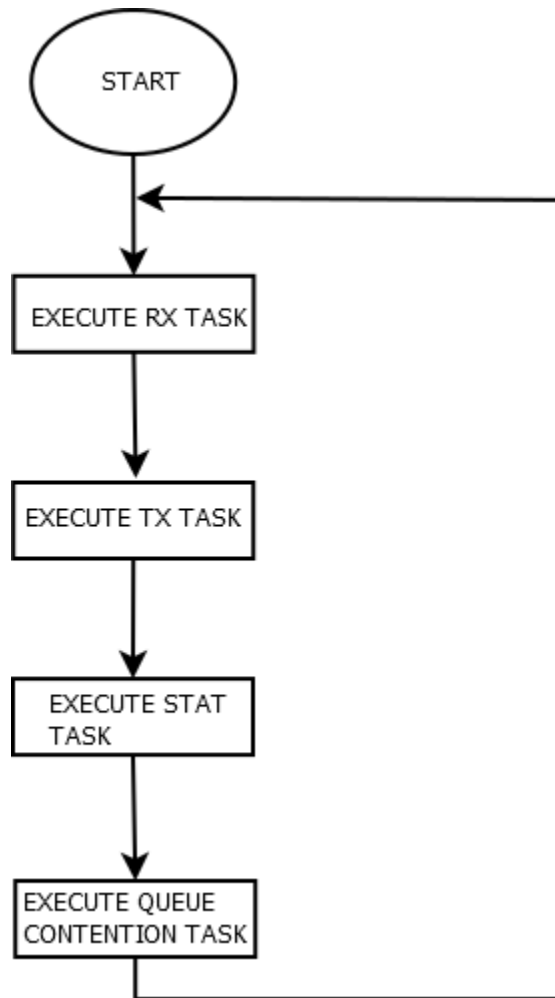 START
EXECUTE RX TASK
EXECUTE TX TASK
EXECUTE STAT
TASK
EXECUTE QUEUE
CONTENTION TASK